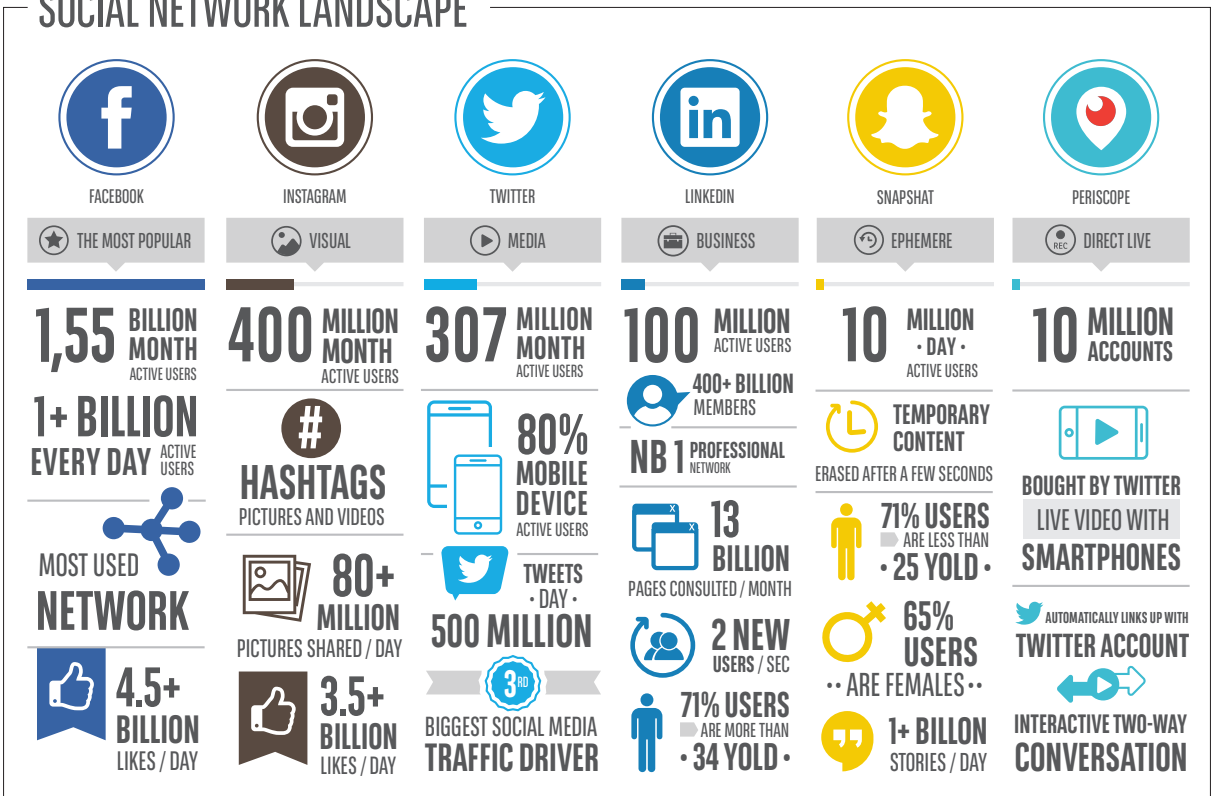 SOCIAL NETWORK LANDSCAPE
FACEBOOK
THE MOST POPULAR
1,55 BILLION
MONTH
ACTIVE USERS
1+ BILLION
EVERY DAY ACTIVE
USERS
MOST USED
NETWORK
4.5+
BILLION
LIKES / DAY
INSTAGRAM
VISUAL
400 MILLION
MONTH
ACTIVE USERS
#
HASHTAGS
PICTURES AND VIDEOS
80+
MILLION
PICTURES SHARED / DAY
3.5+
BILLION
LIKES / DAY
TWITTER
MEDIA
307 MILLION
MONTH
ACTIVE USERS
80%
MOBILE
DEVICE
ACTIVE USERS
TWEETS
· DAY ·
500 MILLION
3RD
BIGGEST SOCIAL MEDIA
TRAFFIC DRIVER
in
LINKEDIN
BUSINESS
100 MILLION
ACTIVE USERS
400+ BILLION
MEMBERS
NB 1 PROFESSIONAL
NETWORK
X
X
13
BILLION
PAGES CONSULTED / MONTH
2 NEW
USERS / SEC
71% USERS
ARE MORE THAN
· 34 YOLD ·
SNAPSHAT
EPHEMERE
10 MILLION
· DAY ·
ACTIVE USERS
TEMPORARY
CONTENT
ERASED AFTER A FEW SECONDS
71% USERS
ARE LESS THAN
· 25 YOLD ·
65%
USERS
·· ARE FEMALES ··
1+ BILLON
STORIES / DAY
PERISCOPE
REC
DIRECT LIVE
10 MILLION
ACCOUNTS
BOUGHT BY TWITTER
LIVE VIDEO WITH
SMARTPHONES
AUTOMATICALLY LINKS UP WITH
TWITTER ACCOUNT
INTERACTIVE TWO-WAY
CONVERSATION